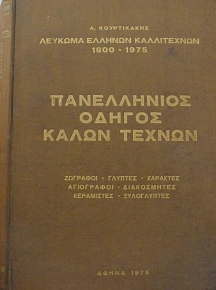 Α. ΚΟΥΡΤΙΚΑΚΗΣ
ΛΕΥΚΩΜΑ ΕΛΛΗΝΩΝ ΚΑΛΛΙΤΕΧΝΩΝ
1800 - 1975
ΠΑΝΕΛΛΗΝΙΟΣ
ΟΔΗΓΟΣ
ΚΑΛΩΝ ΤΕΧΝΩΝ
ΖΩΓΡΑΦΟΙ - ΓΛΥΠΤΕΣ - ΧΑΡΑΚΤΕΣ
ΑΓΙΟΓΡΑΦΟΙ - ΔΙΑΚΟΣΜΗΤΕΣ
ΚΕΡΑΜΙΣΤΕΣ - ΞΥΛΟΓΛΥΠΤΕΣ
ΑΘΗΝΑ 1976